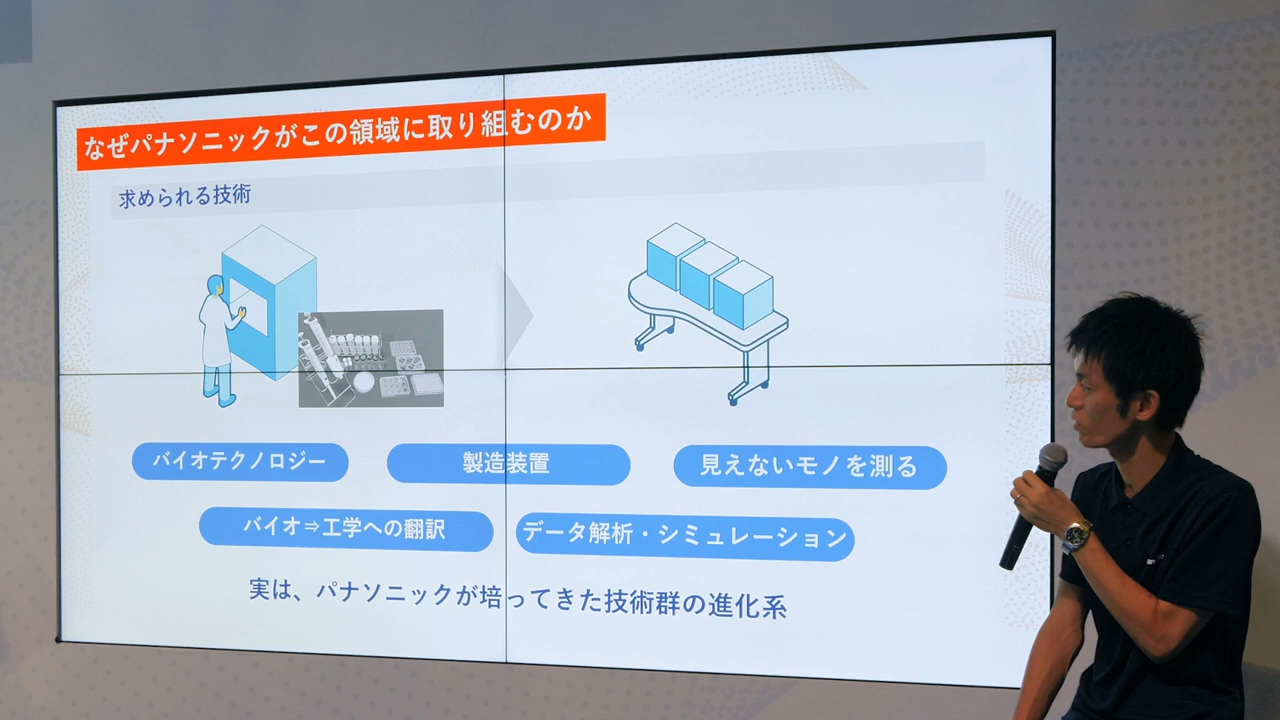 なぜパナソニックがこの領域に取り組むのか
求められる技術
バイオテクノロジー
製造装置
見えないモノを測る
バイオ⇒工学への翻訳
データ解析・シミュレーション
実は、パナソニックが培ってきた技術群の進化系